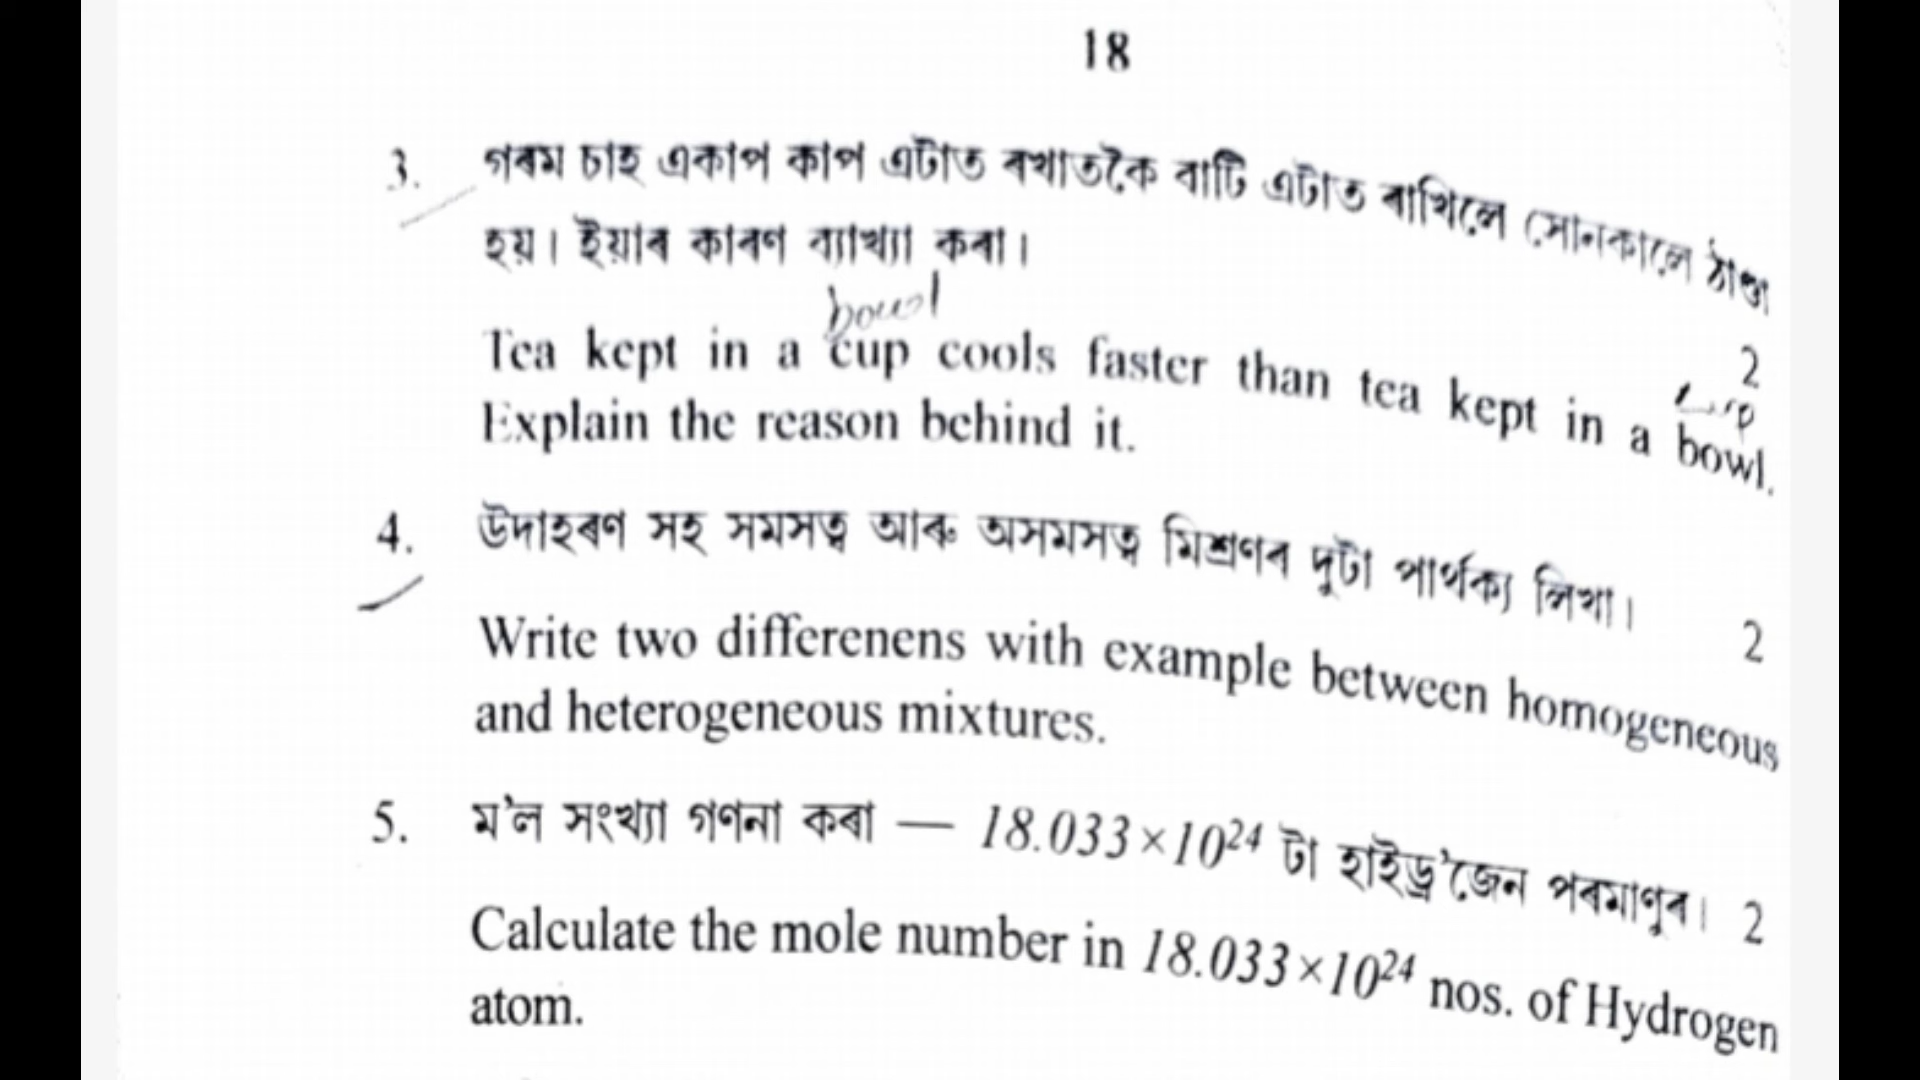 18
3. গৰম চাহ একাপ কাপ এটাত ৰখাতকৈ বাটি এটাত ৰাখিলে সোনকালে ঠাণ্ডা
হয়। ইয়াৰ কাৰণ ব্যাখ্যা কৰা।
2
bowl
Tea kept in a cup cools faster than tea kept in a bowl.
cup
Explain the reason behind it.
4. উদাহৰণ সহ সমসত্ত্ব আৰু অসমসত্ত্ব মিশ্ৰণৰ দুটা পাৰ্থক্য লিখা।
2
Write two differenens with example between homogeneous
and heterogeneous mixtures.
5. ম'ল সংখ্যা গণনা কৰা — 18.033×10²⁴ টা হাইড্ৰ'জেন পৰমাণুৰ। 2
Calculate the mole number in 18.033×10²⁴ nos. of Hydrogen
atom.